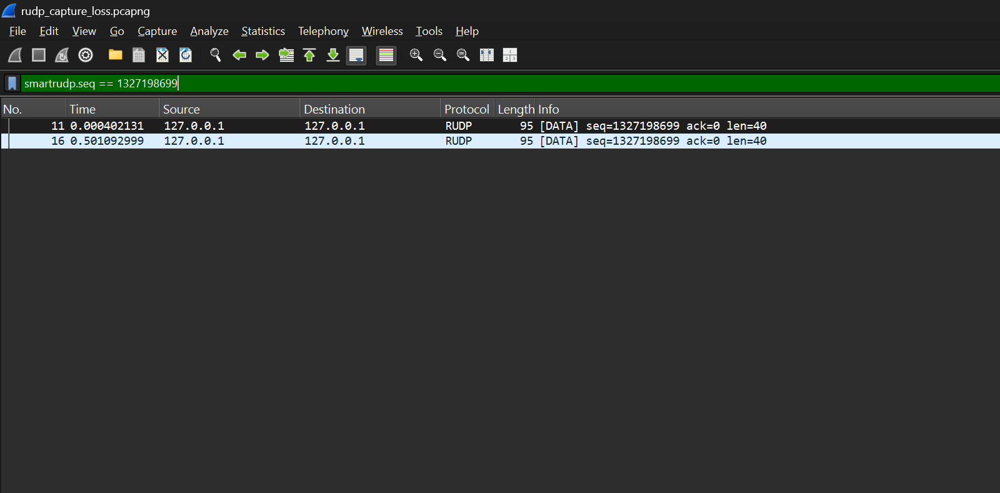 rudp_capture_loss.pcapng
File Edit View Go Capture Analyze Statistics Telephony Wireless Tools Help
smartrudp.seq == 1327198699
No. Time Source Destination Protocol Length Info
11 0.000402131 127.0.0.1 127.0.0.1 RUDP 95 [DATA] seq=1327198699 ack=0 len=40
16 0.501092999 127.0.0.1 127.0.0.1 RUDP 95 [DATA] seq=1327198699 ack=0 len=40